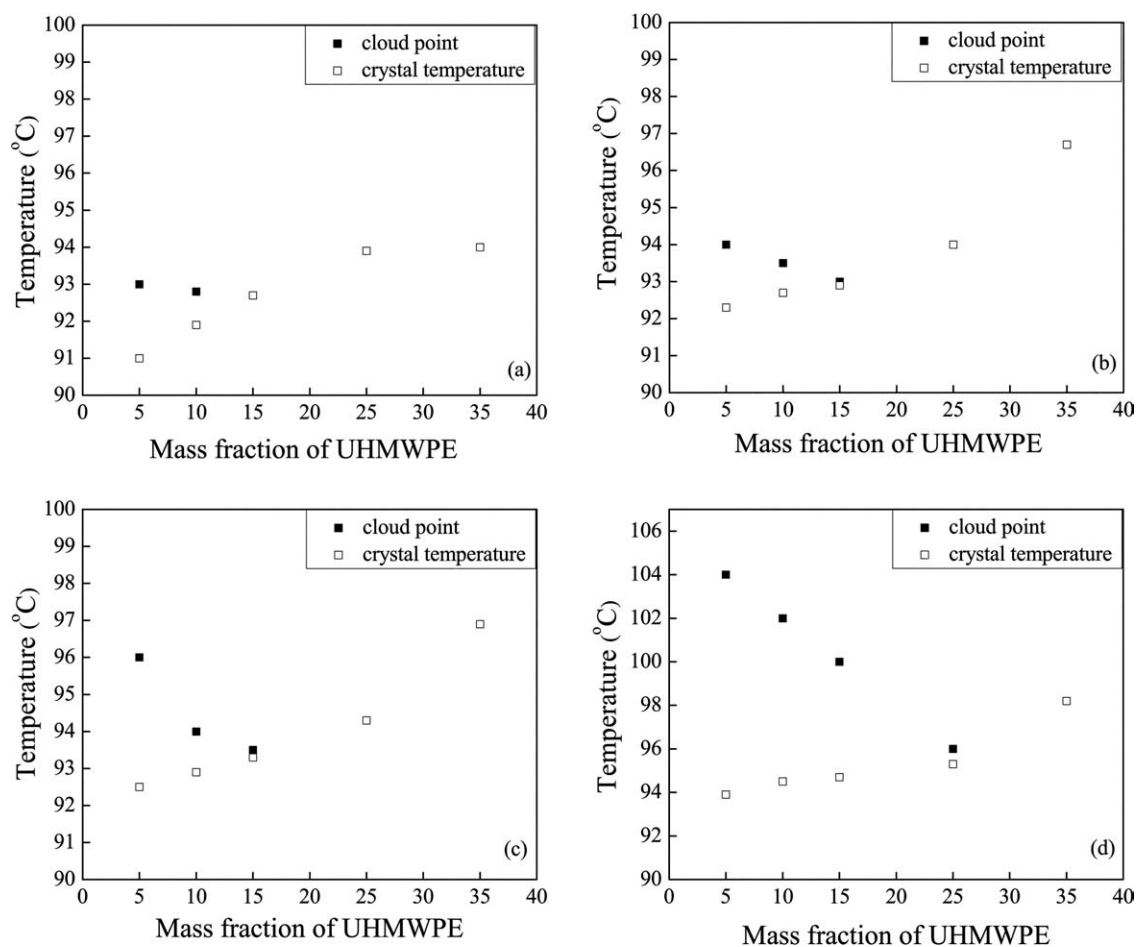 100
99
98
97
96
95
94
93
92
91
90
0 5 10 15 20 25 30 35 40
Temperature (°C)
Mass fraction of UHMWPE
cloud point
crystal temperature
(a)
100
99
98
97
96
95
94
93
92
91
90
0 5 10 15 20 25 30 35 40
Temperature (°C)
Mass fraction of UHMWPE
cloud point
crystal temperature
(b)
100
99
98
97
96
95
94
93
92
91
90
0 5 10 15 20 25 30 35 40
Temperature (°C)
Mass fraction of UHMWPE
cloud point
crystal temperature
(c)
106
104
102
100
98
96
94
92
90
0 5 10 15 20 25 30 35 40
Temperature (°C)
Mass fraction of UHMWPE
cloud point
crystal temperature
(d)